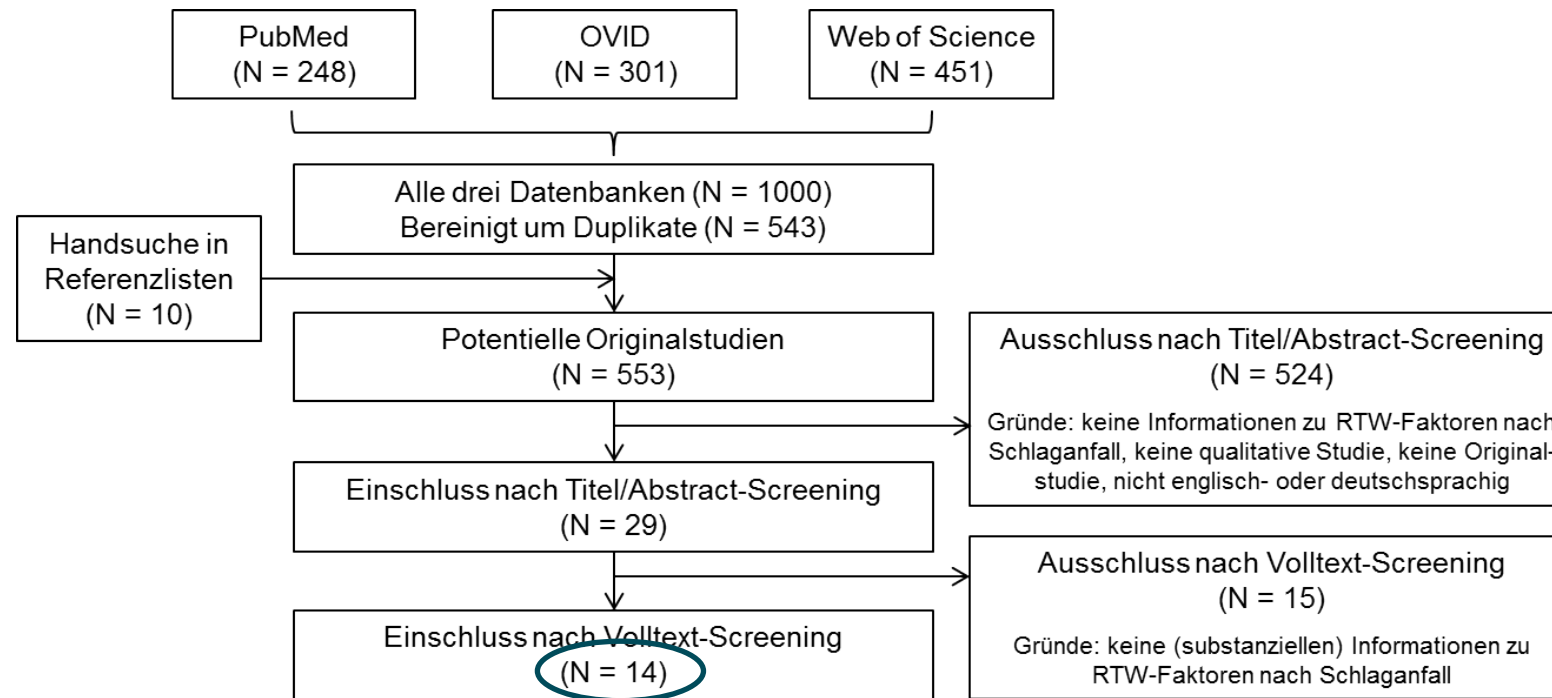 PubMed
(N = 248)
OVID
(N = 301)
Web of Science
(N = 451)
Alle drei Datenbanken (N = 1000)
Bereinigt um Duplikate (N = 543)
Handsuche in
Referenzlisten
(N = 10)
Potentielle Originalstudien
(N = 553)
Ausschluss nach Titel/Abstract-Screening
(N = 524)
Gründe: keine Informationen zu RTW-Faktoren nach
Schlaganfall, keine qualitative Studie, keine Original-
studie, nicht englisch- oder deutschsprachig
Einschluss nach Titel/Abstract-Screening
(N = 29)
Ausschluss nach Volltext-Screening
(N = 15)
Gründe: keine (substanziellen) Informationen zu
RTW-Faktoren nach Schlaganfall
Einschluss nach Volltext-Screening
(N = 14)